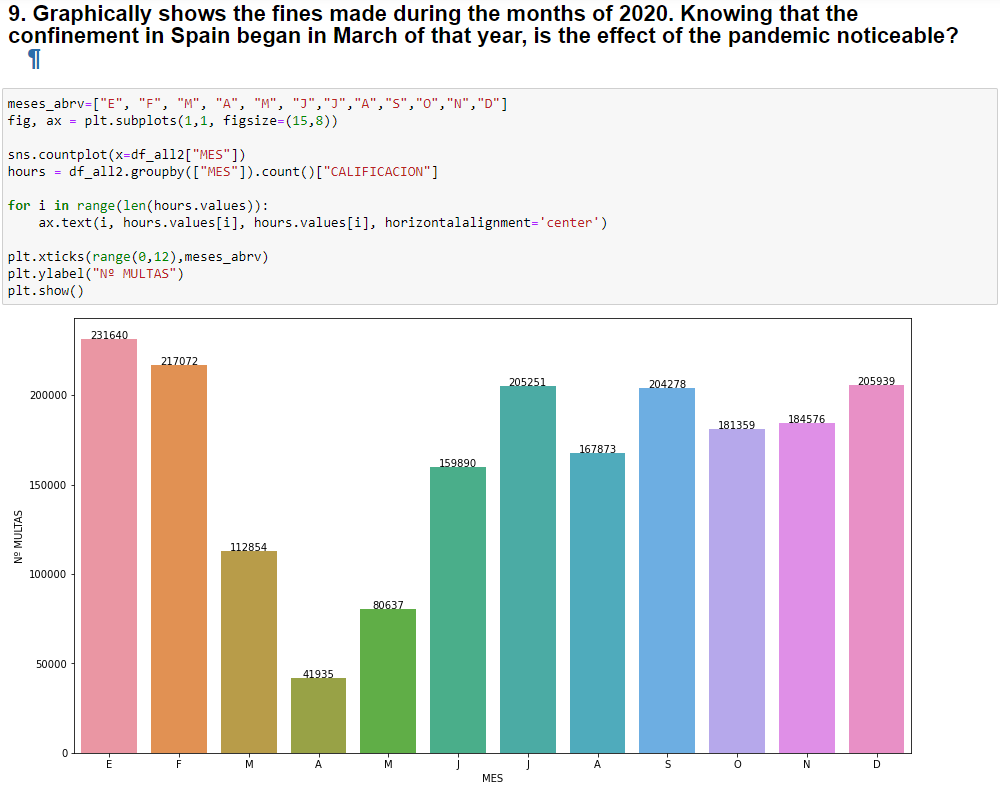 9. Graphically shows the fines made during the months of 2020. Knowing that the
confinement in Spain began in March of that year, is the effect of the pandemic noticeable?
¶
meses_abrv=["E", "F", "M", "A", "M", "J","J","A","S","O","N","D"]
fig, ax = plt.subplots(1,1, figsize=(15,8))
sns.countplot(x=df_all2["MES"])
hours = df_all2.groupby(["MES"]).count()["CALIFICACION"]
for i in range(len(hours.values)):
    ax.text(i, hours.values[i], hours.values[i], horizontalalignment='center')
plt.xticks(range(0,12),meses_abrv)
plt.ylabel("Nº MULTAS")
plt.show()
231640
217072
112854
41935
80637
159890
205251
167873
204278
181359
184576
205939
200000
150000
100000
50000
0
Nº MULTAS
E F M A M J J A S O N D
MES